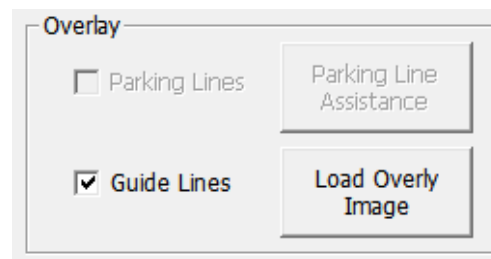 Overlay
Parking Lines
Parking Line
Assistance
Guide Lines
Load Overly
Image